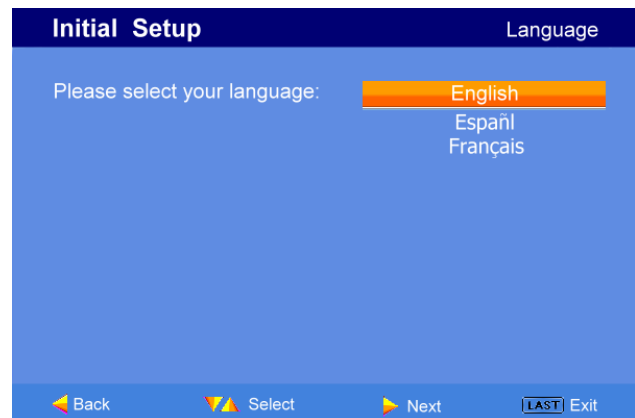 Initial Setup Language
Please select your language: English
Españl
Français
Back Select Next LAST Exit